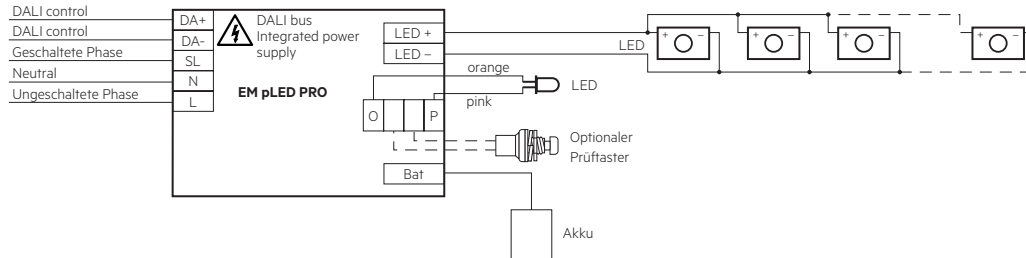 DALI control
DALI control
Geschaltete Phase
Neutral
Ungeschaltete Phase
DA+
DA-
SL
N
L
DALI bus
Integrated power
supply
EM pLED PRO
LED +
LED –
O
P
Bat
orange
pink
LED
Optionaler
Prüftaster
Akku
LED
+ –
+ –
+ –
+ –